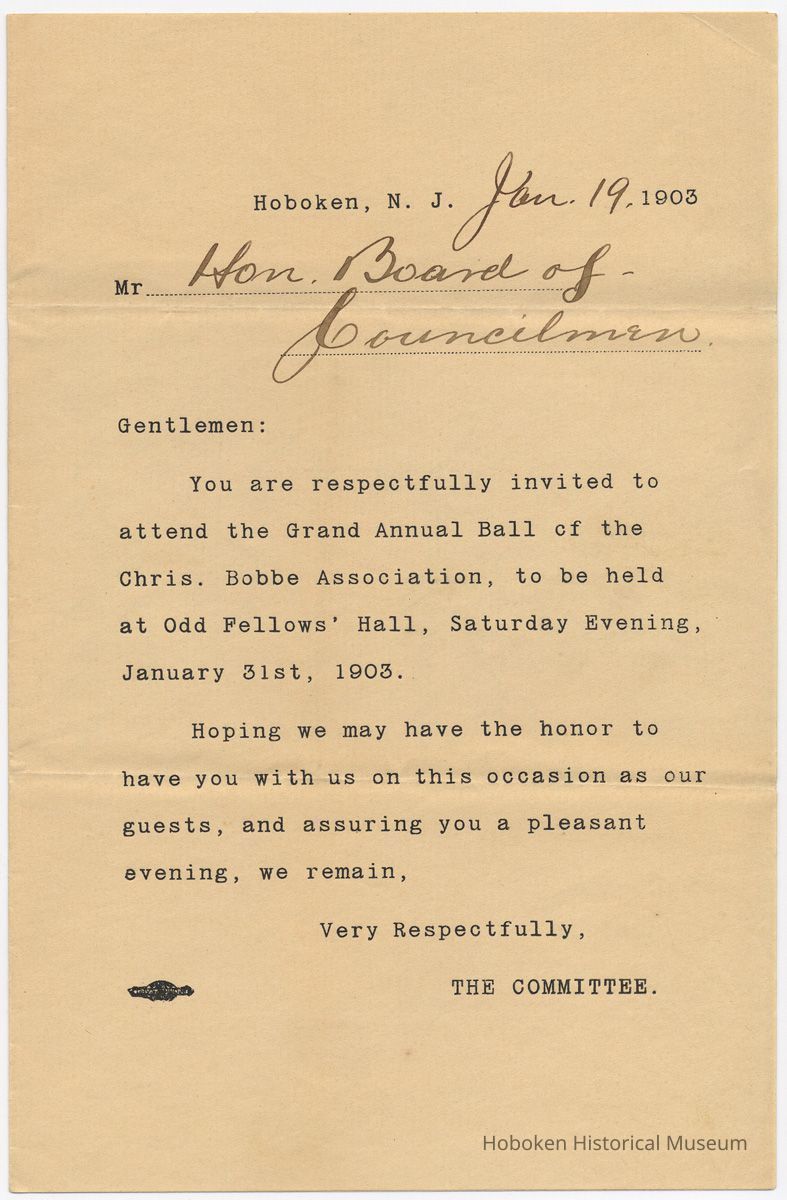 Hoboken, N. J. Jan. 19. 1903
Mr Hon. Board of -
Councilmen.
Gentlemen:
You are respectfully invited to
attend the Grand Annual Ball cf the
Chris. Bobbe Association, to be held
at Odd Fellows' Hall, Saturday Evening,
January 31st, 1903.
Hoping we may have the honor to
have you with us on this occasion as our
guests, and assuring you a pleasant
evening, we remain,
Very Respectfully,
THE COMMITTEE.
Hoboken Historical Museum